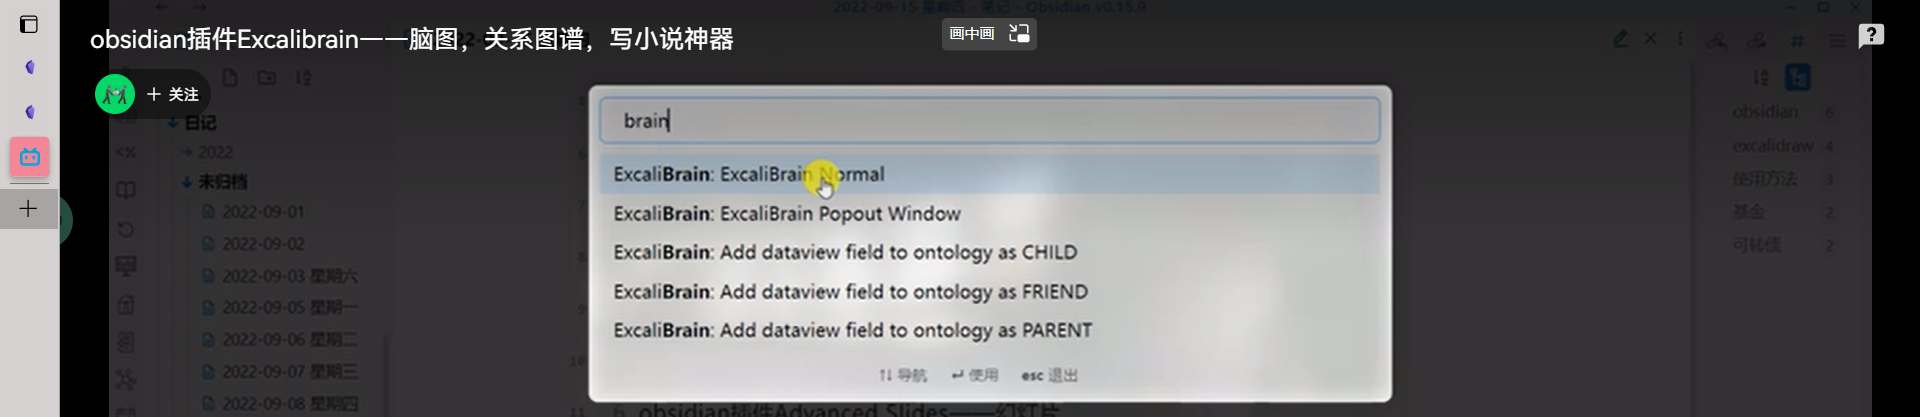 2022-09-15 星期四 - 笔记 - Obsidian v0.15.9
obsidian插件Excalibrain——脑图，关系图谱，写小说神器
画中画
?
+ 关注
日记
2022
未归档
2022-09-01
2022-09-02
2022-09-03 星期六
2022-09-05 星期一
2022-09-06 星期二
2022-09-07 星期三
2022-09-08 星期四
brain
ExcaliBrain: ExcaliBrain Normal
ExcaliBrain: ExcaliBrain Popout Window
ExcaliBrain: Add dataview field to ontology as CHILD
ExcaliBrain: Add dataview field to ontology as FRIEND
ExcaliBrain: Add dataview field to ontology as PARENT
↑↓ 导航 ↵ 使用 esc 退出
obsidian插件Advanced Slides——幻灯片
obsidian 6
excalidraw 4
使用方法 3
基金 2
可转债 2